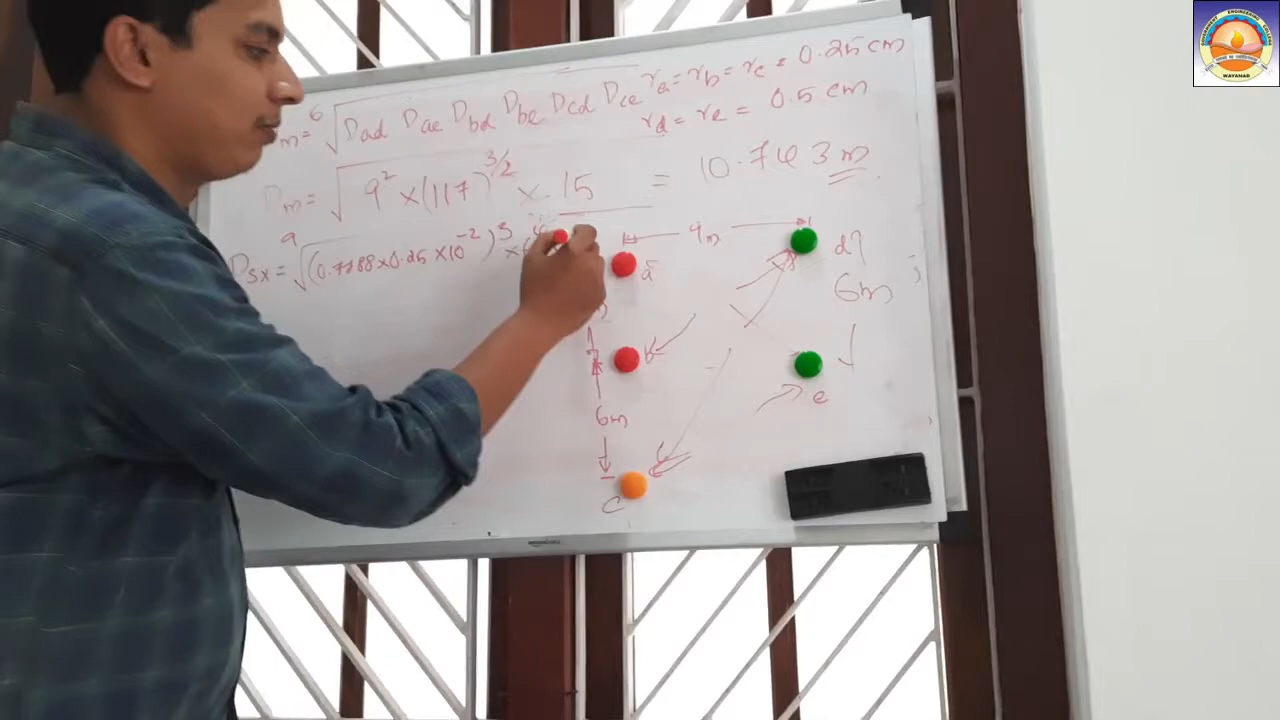 Dm = 6√Dad Dae Dbd Dbe Dcd Dce
ra = rb = rc = 0.25 cm
rd = re = 0.5 cm
Dm = √9² × (117)^3/2 × 15 = 10.743 m
DSX = 9√(0.7788 × 0.25 × 10⁻²)³ ×
9m
a
d
6m
b
e
6m
c
WAYANAD